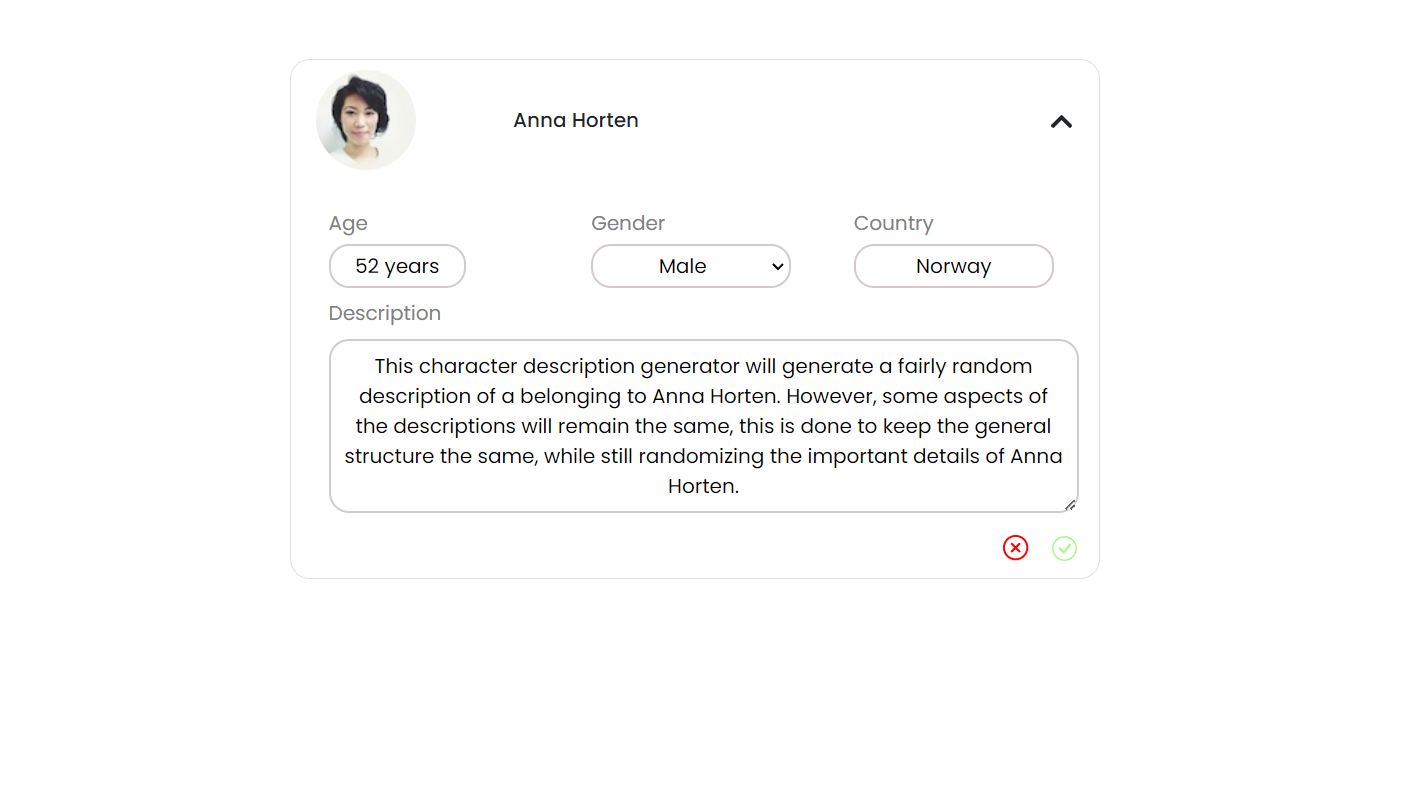 Anna Horten
Age
Gender
Country
52 years
Male
Norway
Description
This character description generator will generate a fairly random
description of a belonging to Anna Horten. However, some aspects of
the descriptions will remain the same, this is done to keep the general
structure the same, while still randomizing the important details of Anna
Horten.